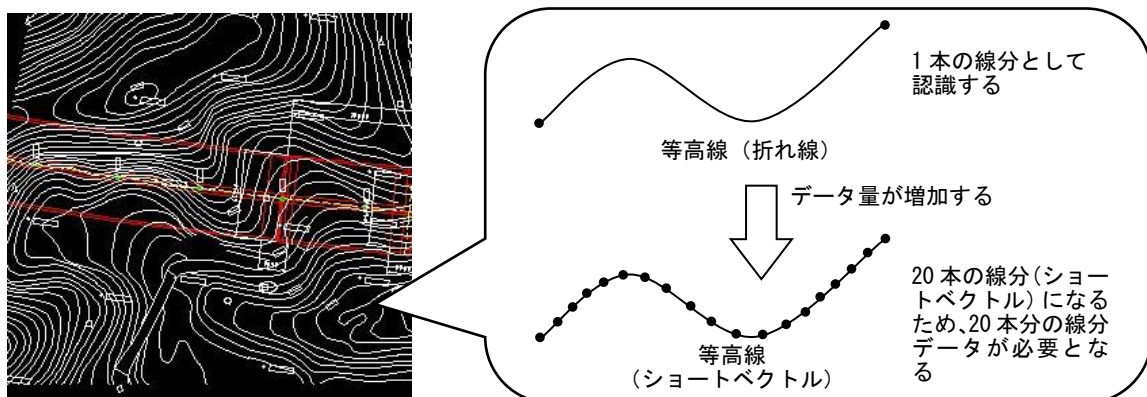 1本の線分として
認識する
等高線（折れ線）
データ量が増加する
20本の線分（ショー
トベクトル）になる
ため、20本分の線分
データが必要とな
る
等高線
（ショートベクトル）